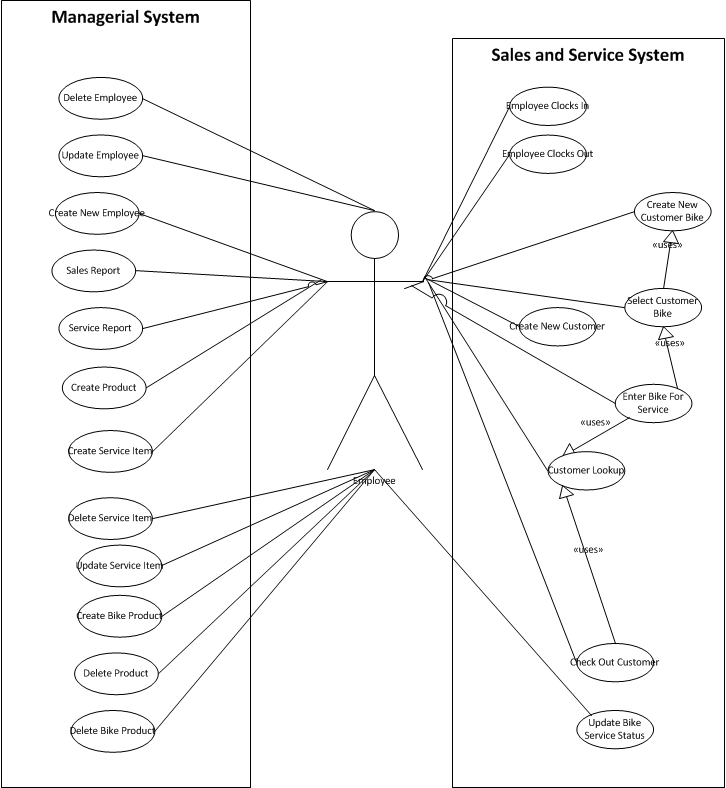 Managerial System
Delete Employee
Update Employee
Create New Employee
Sales Report
Service Report
Create Product
Create Service Item
Delete Service Item
Update Service Item
Create Bike Product
Delete Product
Delete Bike Product
Employee
Sales and Service System
Employee Clocks In
Employee Clocks Out
Create New
Customer Bike
«uses»
Select Customer
Bike
Create New Customer
«uses»
Enter Bike For
Service
«uses»
Customer Lookup
«uses»
Check Out Customer
Update Bike
Service Status